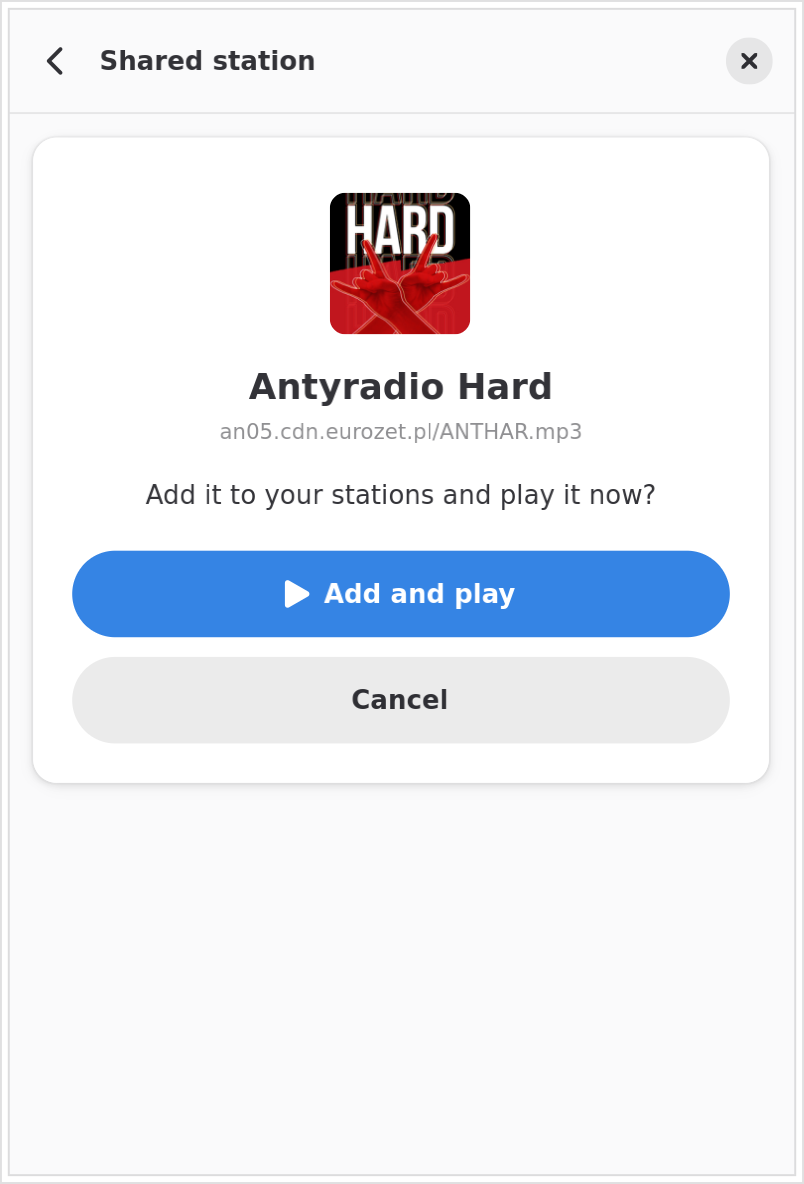 Shared station
HARD
Antyradio Hard
an05.cdn.eurozet.pl/ANTHAR.mp3
Add it to your stations and play it now?
Add and play
Cancel